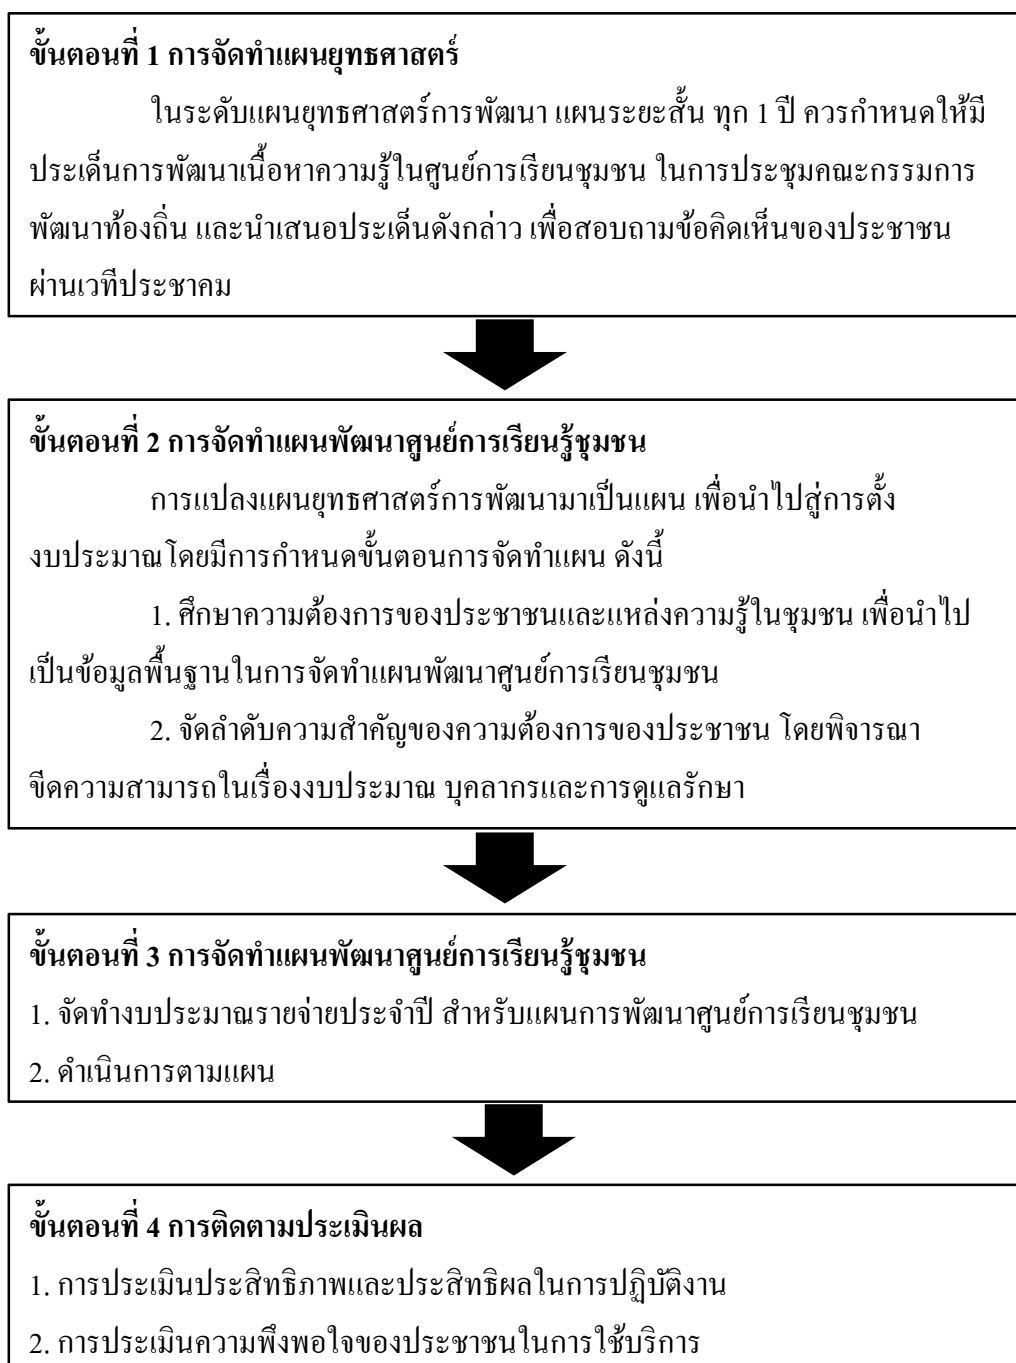 ขั้นตอนที่ 1 การจัดทำแผนยุทธศาสตร์
ในระดับแผนยุทธศาสตร์การพัฒนา แผนระยะสั้น ทุก 1 ปี ควรกำหนดให้มี
ประเด็นการพัฒนาเนื้อหาความรู้ในศูนย์การเรียนชุมชน ในการประชุมคณะกรรมการ
พัฒนาท้องถิ่น และนำเสนอประเด็นดังกล่าว เพื่อสอบถามข้อคิดเห็นของประชาชน
ผ่านเวทีประชาคม
ขั้นตอนที่ 2 การจัดทำแผนพัฒนาศูนย์การเรียนรู้ชุมชน
การแปลงแผนยุทธศาสตร์การพัฒนามาเป็นแผน เพื่อนำไปสู่การตั้ง
งบประมาณโดยมีการกำหนดขั้นตอนการจัดทำแผน ดังนี้
1. ศึกษาความต้องการของประชาชนและแหล่งความรู้ในชุมชน เพื่อนำไป
เป็นข้อมูลพื้นฐานในการจัดทำแผนพัฒนาศูนย์การเรียนชุมชน
2. จัดลำดับความสำคัญของความต้องการของประชาชน โดยพิจารณา
ขีดความสามารถในเรื่องงบประมาณ บุคลากรและการดูแลรักษา
ขั้นตอนที่ 3 การจัดทำแผนพัฒนาศูนย์การเรียนรู้ชุมชน
1. จัดทำงบประมาณรายจ่ายประจำปี สำหรับแผนการพัฒนาศูนย์การเรียนชุมชน
2. ดำเนินการตามแผน
ขั้นตอนที่ 4 การติดตามประเมินผล
1. การประเมินประสิทธิภาพและประสิทธิผลในการปฏิบัติงาน
2. การประเมินความพึงพอใจของประชาชนในการใช้บริการ